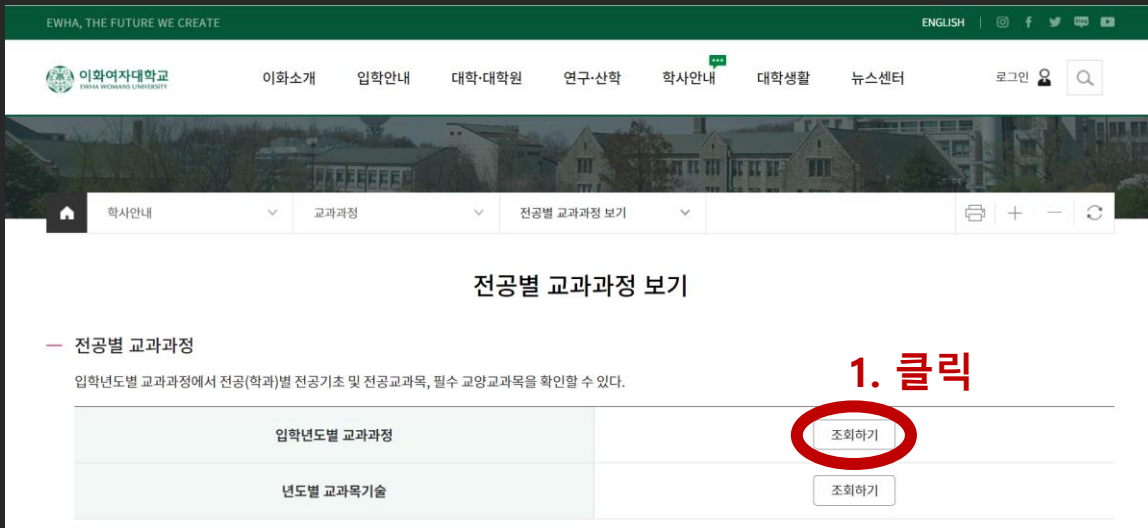 EWHA, THE FUTURE WE CREATE
ENGLISH
이화여자대학교
EWHA WOMANS UNIVERSITY
이화소개 입학안내 대학·대학원 연구·산학 학사안내 대학생활 뉴스센터
로그인
학사안내 교과과정 전공별 교과과정 보기
전공별 교과과정 보기
전공별 교과과정
입학년도별 교과과정에서 전공(학과)별 전공기초 및 전공교과목, 필수 교양교과목을 확인할 수 있다.
1. 클릭
입학년도별 교과과정 조회하기
년도별 교과목기술 조회하기